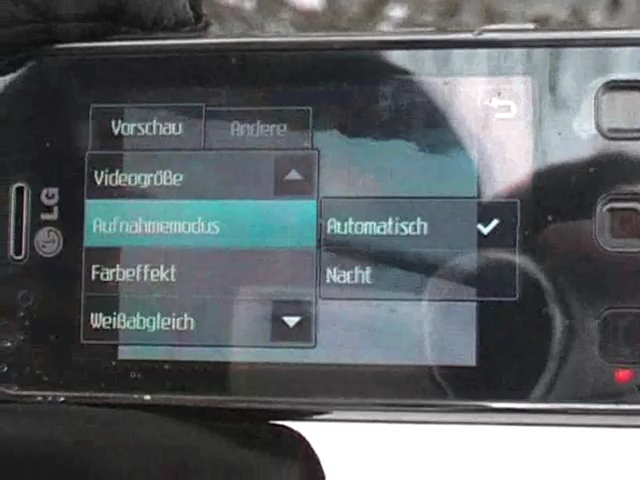 Vorschau
Andere
Videogröße
Aufnahmemodus
Automatisch
Farbeffekt
Nacht
Weißabgleich
LG